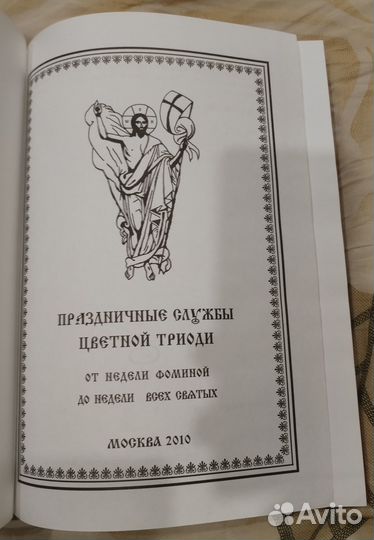 ПРАЗДНИЧНЫЕ СЛУЖБЫ
ЦВЕТНОЙ ТРИОДИ
ОТ НЕДЕЛИ ФОМИНОЙ
ДО НЕДЕЛИ ВСЕХ СВЯТЫХ
МОСКВА 2010
Avito